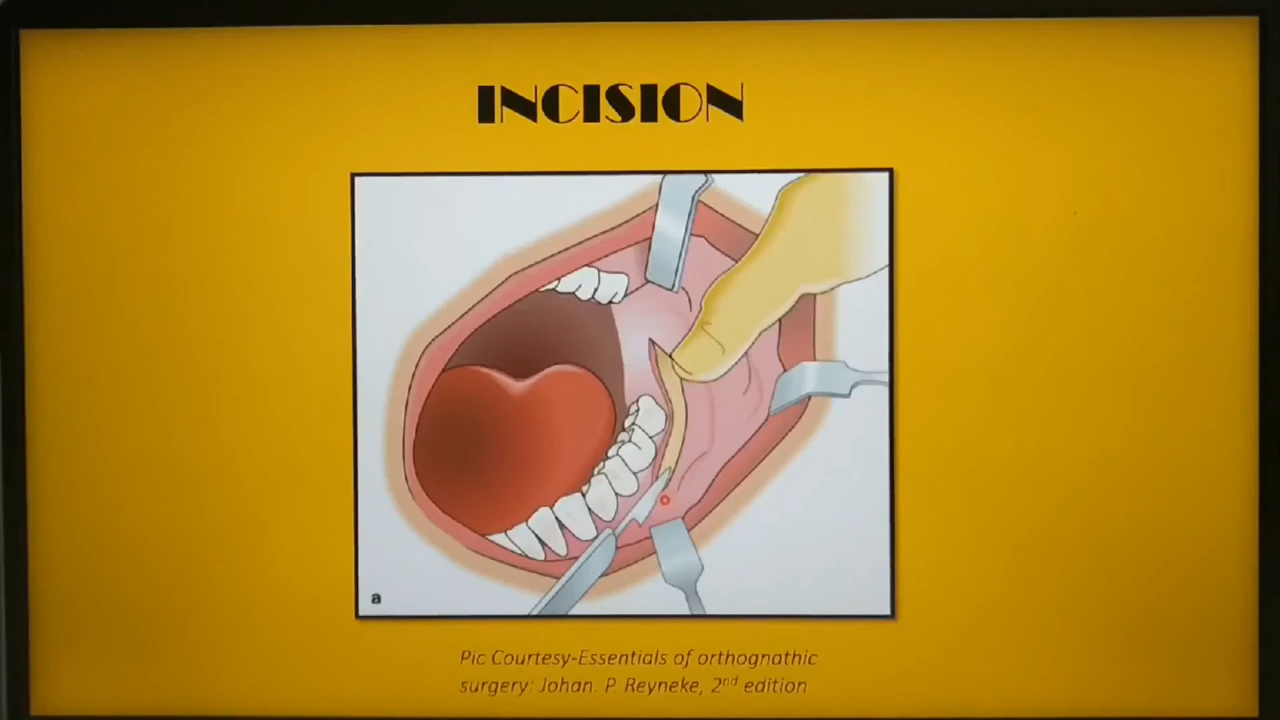 INCISION
a
Pic Courtesy-Essentials of orthognathic
surgery: Johan. P. Reyneke, 2nd edition